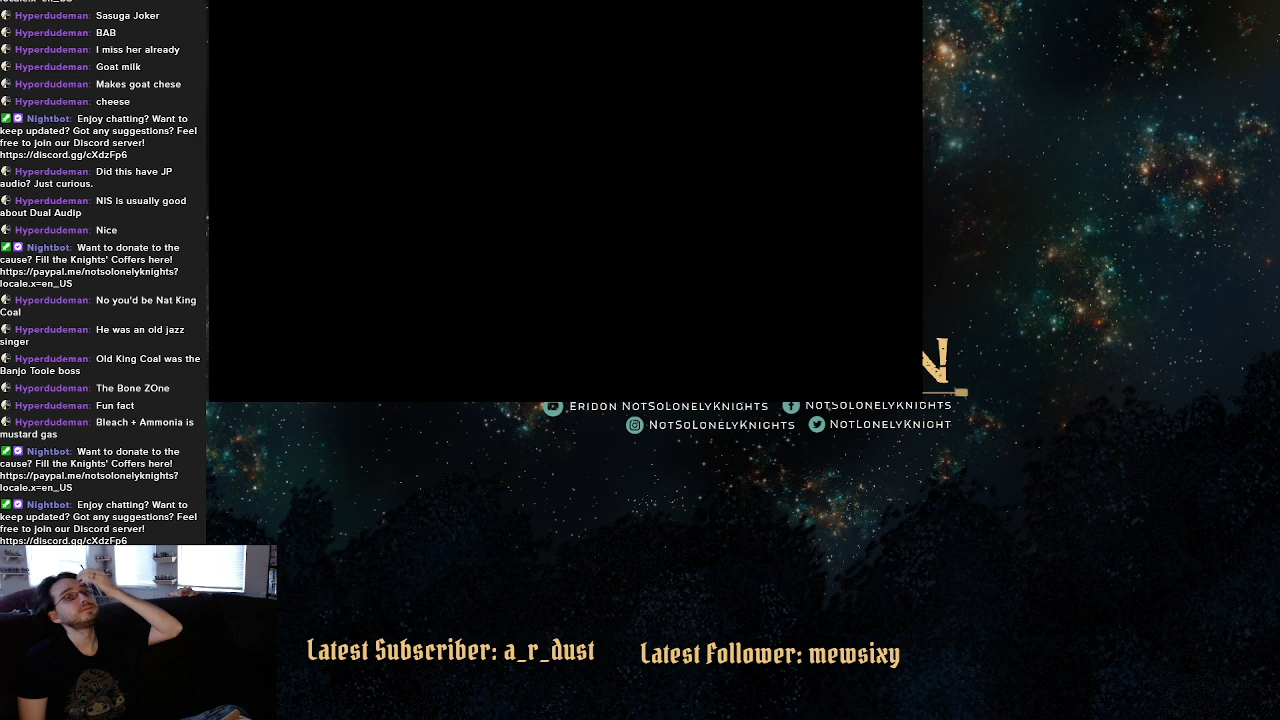 locale.x=en_US
Hyperdudeman: Sasuga Joker
Hyperdudeman: BAB
Hyperdudeman: I miss her already
Hyperdudeman: Goat milk
Hyperdudeman: Makes goat chese
Hyperdudeman: cheese
Nightbot: Enjoy chatting? Want to
keep updated? Got any suggestions? Feel
free to join our Discord server!
https://discord.gg/cXdzFp6
Hyperdudeman: Did this have JP
audio? Just curious.
Hyperdudeman: NIS is usually good
about Dual Audip
Hyperdudeman: Nice
Nightbot: Want to donate to the
cause? Fill the Knights' Coffers here!
https://paypal.me/notsolonelyknights?
locale.x=en_US
Hyperdudeman: No you'd be Nat King
Coal
Hyperdudeman: He was an old jazz
singer
Hyperdudeman: Old King Coal was the
Banjo Toole boss
Hyperdudeman: The Bone ZOne
Hyperdudeman: Fun fact
Hyperdudeman: Bleach + Ammonia is
mustard gas
Nightbot: Want to donate to the
cause? Fill the Knights' Coffers here!
https://paypal.me/notsolonelyknights?
locale.x=en_US
Nightbot: Enjoy chatting? Want to
keep updated? Got any suggestions? Feel
free to join our Discord server!
https://discord.gg/cXdzFp6
N
Eridon NotSoLonelyKnights NotSoLonelyKnights
NotSoLonelyKnights NotLonelyKnight
Latest Subscriber: a_r_dust
Latest Follower: mewsixy